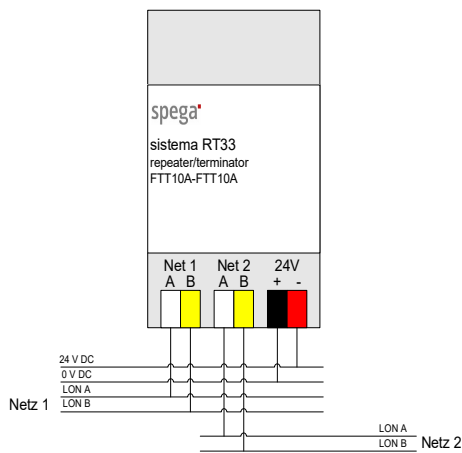 spega
sistema RT33
repeater/terminator
FTT10A-FTT10A
Net 1 Net 2 24V
A B A B + -
24 V DC
0 V DC
LON A
Netz 1 LON B
LON A
LON B Netz 2